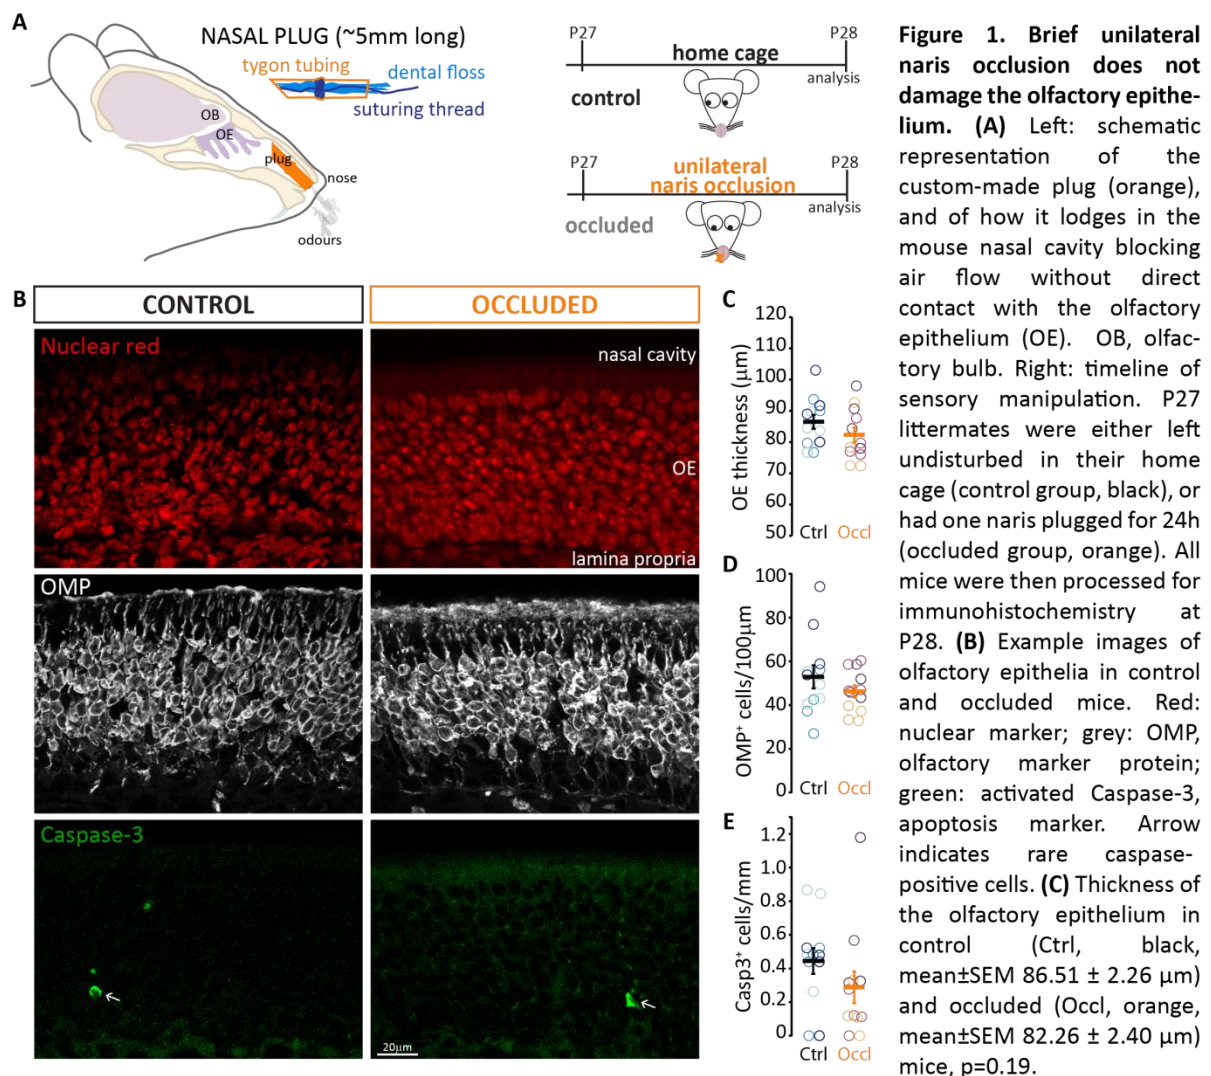 A
NASAL PLUG (~5mm long)
tygon tubing
dental floss
suturing thread
OB
OE
plug
nose
odours
P27
P28
home cage
analysis
control
P27
P28
unilateral
naris occlusion
analysis
occluded
B
CONTROL
OCCLUDED
Nuclear red
nasal cavity
OE
lamina propria
OMP
Caspase-3
20μm
C
OE thickness (μm)
120
110
100
90
80
70
60
50
Ctrl
Occl
D
OMP⁺ cells/100μm
100
80
60
40
20
0
Ctrl
Occl
E
Casp3⁺ cells/mm
1.2
1.0
0.8
0.6
0.4
0.2
0
Ctrl
Occl
Figure 1. Brief unilateral
naris occlusion does not
damage the olfactory epithe-
lium. (A) Left: schematic
representation of the
custom-made plug (orange),
and of how it lodges in the
mouse nasal cavity blocking
air flow without direct
contact with the olfactory
epithelium (OE). OB, olfac-
tory bulb. Right: timeline of
sensory manipulation. P27
littermates were either left
undisturbed in their home
cage (control group, black), or
had one naris plugged for 24h
(occluded group, orange). All
mice were then processed for
immunohistochemistry at
P28. (B) Example images of
olfactory epithelia in control
and occluded mice. Red:
nuclear marker; grey: OMP,
olfactory marker protein;
green: activated Caspase-3,
apoptosis marker. Arrow
indicates rare caspase-
positive cells. (C) Thickness of
the olfactory epithelium in
control (Ctrl, black,
mean±SEM 86.51 ± 2.26 μm)
and occluded (Occl, orange,
mean±SEM 82.26 ± 2.40 μm)
mice, p=0.19.